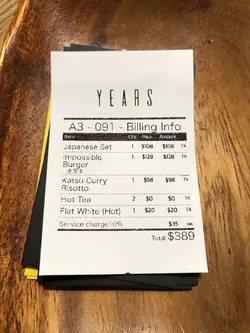 YEARS
A3 - 091 - Billing Info
Item Qty Price Amount
Japanese Set 1 $108 $108 TX
Impossible 1 $128 $128 TX
Burger
Katsu Curry 1 $98 $98 TX
Risotto
Hot Tea 2 $0 $0 TX
Flat White (Hot) 1 $20 $20 TX
Service charge10% $35
Total $389